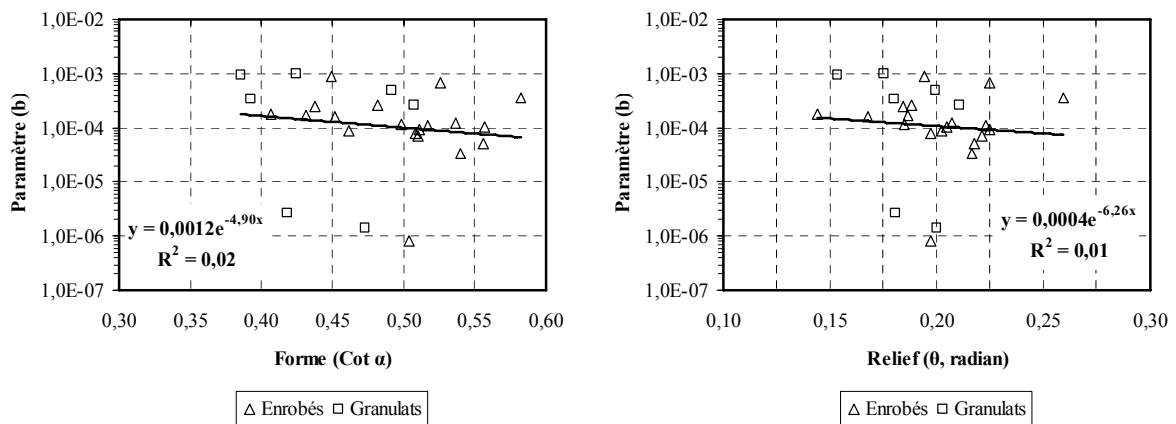 1,0E-02
1,0E-03
1,0E-04
1,0E-05
1,0E-06
1,0E-07
Paramètre (b)
y = 0,0012e^-4,90x
R² = 0,02
0,30 0,35 0,40 0,45 0,50 0,55 0,60
Forme (Cot α)
Enrobés Granulats
1,0E-02
1,0E-03
1,0E-04
1,0E-05
1,0E-06
1,0E-07
Paramètre (b)
y = 0,0004e^-6,26x
R² = 0,01
0,10 0,15 0,20 0,25 0,30
Relief (θ, radian)
Enrobés Granulats